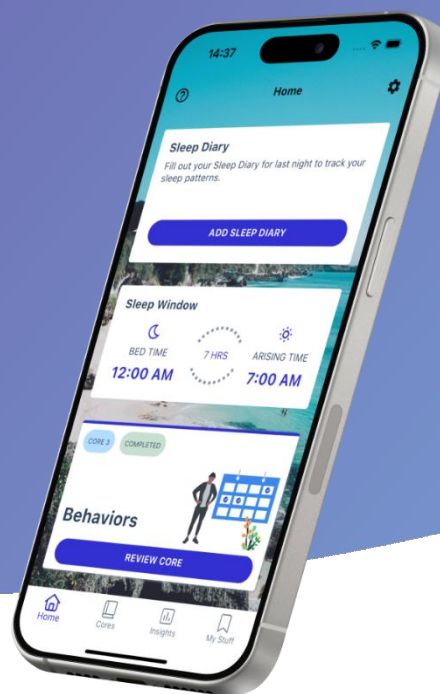 14:37
Home
Sleep Diary
Fill out your Sleep Diary for last night to track your
sleep patterns.
ADD SLEEP DIARY
Sleep Window
BED TIME
7 HRS
ARISING TIME
12:00 AM
7:00 AM
CORE 3
COMPLETED
Behaviors
REVIEW CORE
Home
Cores
Insights
My Stuff